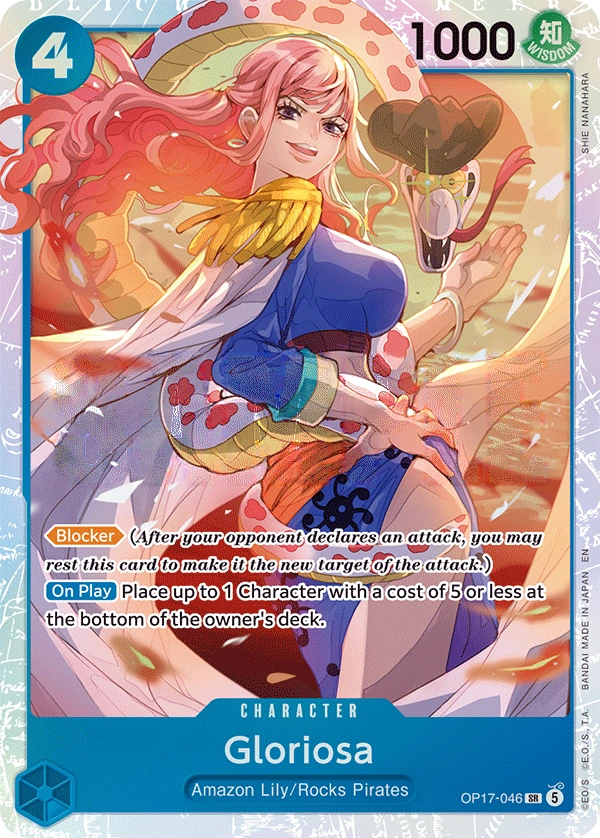 4
1000
知
WISDOM
SHIE NANAHARA
Blocker (After your opponent declares an attack, you may
rest this card to make it the new target of the attack.)
On Play Place up to 1 Character with a cost of 5 or less at
the bottom of the owner's deck.
CHARACTER
Gloriosa
Amazon Lily/Rocks Pirates
OP17-046 SR 5
©EO/S ©E.O./S., T.A. BANDAI MADE IN JAPAN EN